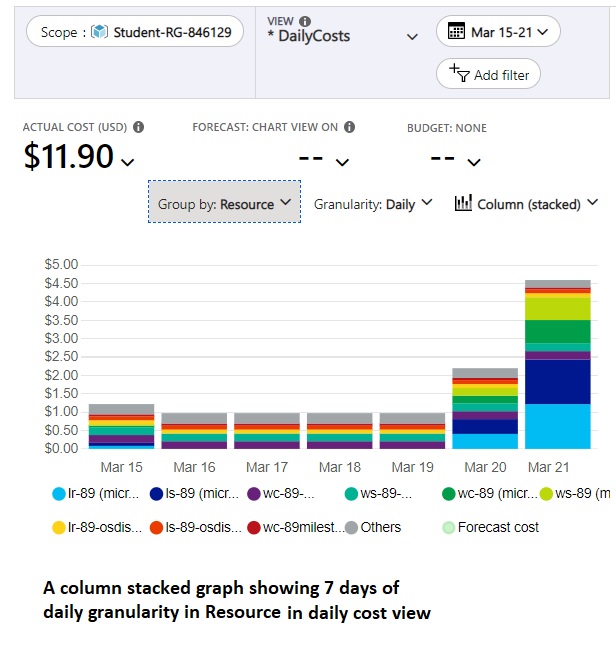 Scope : Student-RG-846129
VIEW
* DailyCosts
Mar 15-21
Add filter
ACTUAL COST (USD)
$11.90
FORECAST: CHART VIEW ON
--
BUDGET: NONE
--
Group by: Resource
Granularity: Daily
Column (stacked)
$5.00
$4.50
$4.00
$3.50
$3.00
$2.50
$2.00
$1.50
$1.00
$0.50
$0.00
Mar 15 Mar 16 Mar 17 Mar 18 Mar 19 Mar 20 Mar 21
lr-89 (micr... ls-89 (micr... wc-89-... ws-89-... wc-89 (micr... ws-89 (m
lr-89-osdis... ls-89-osdis... wc-89milest... Others Forecast cost
A column stacked graph showing 7 days of
daily granularity in Resource in daily cost view